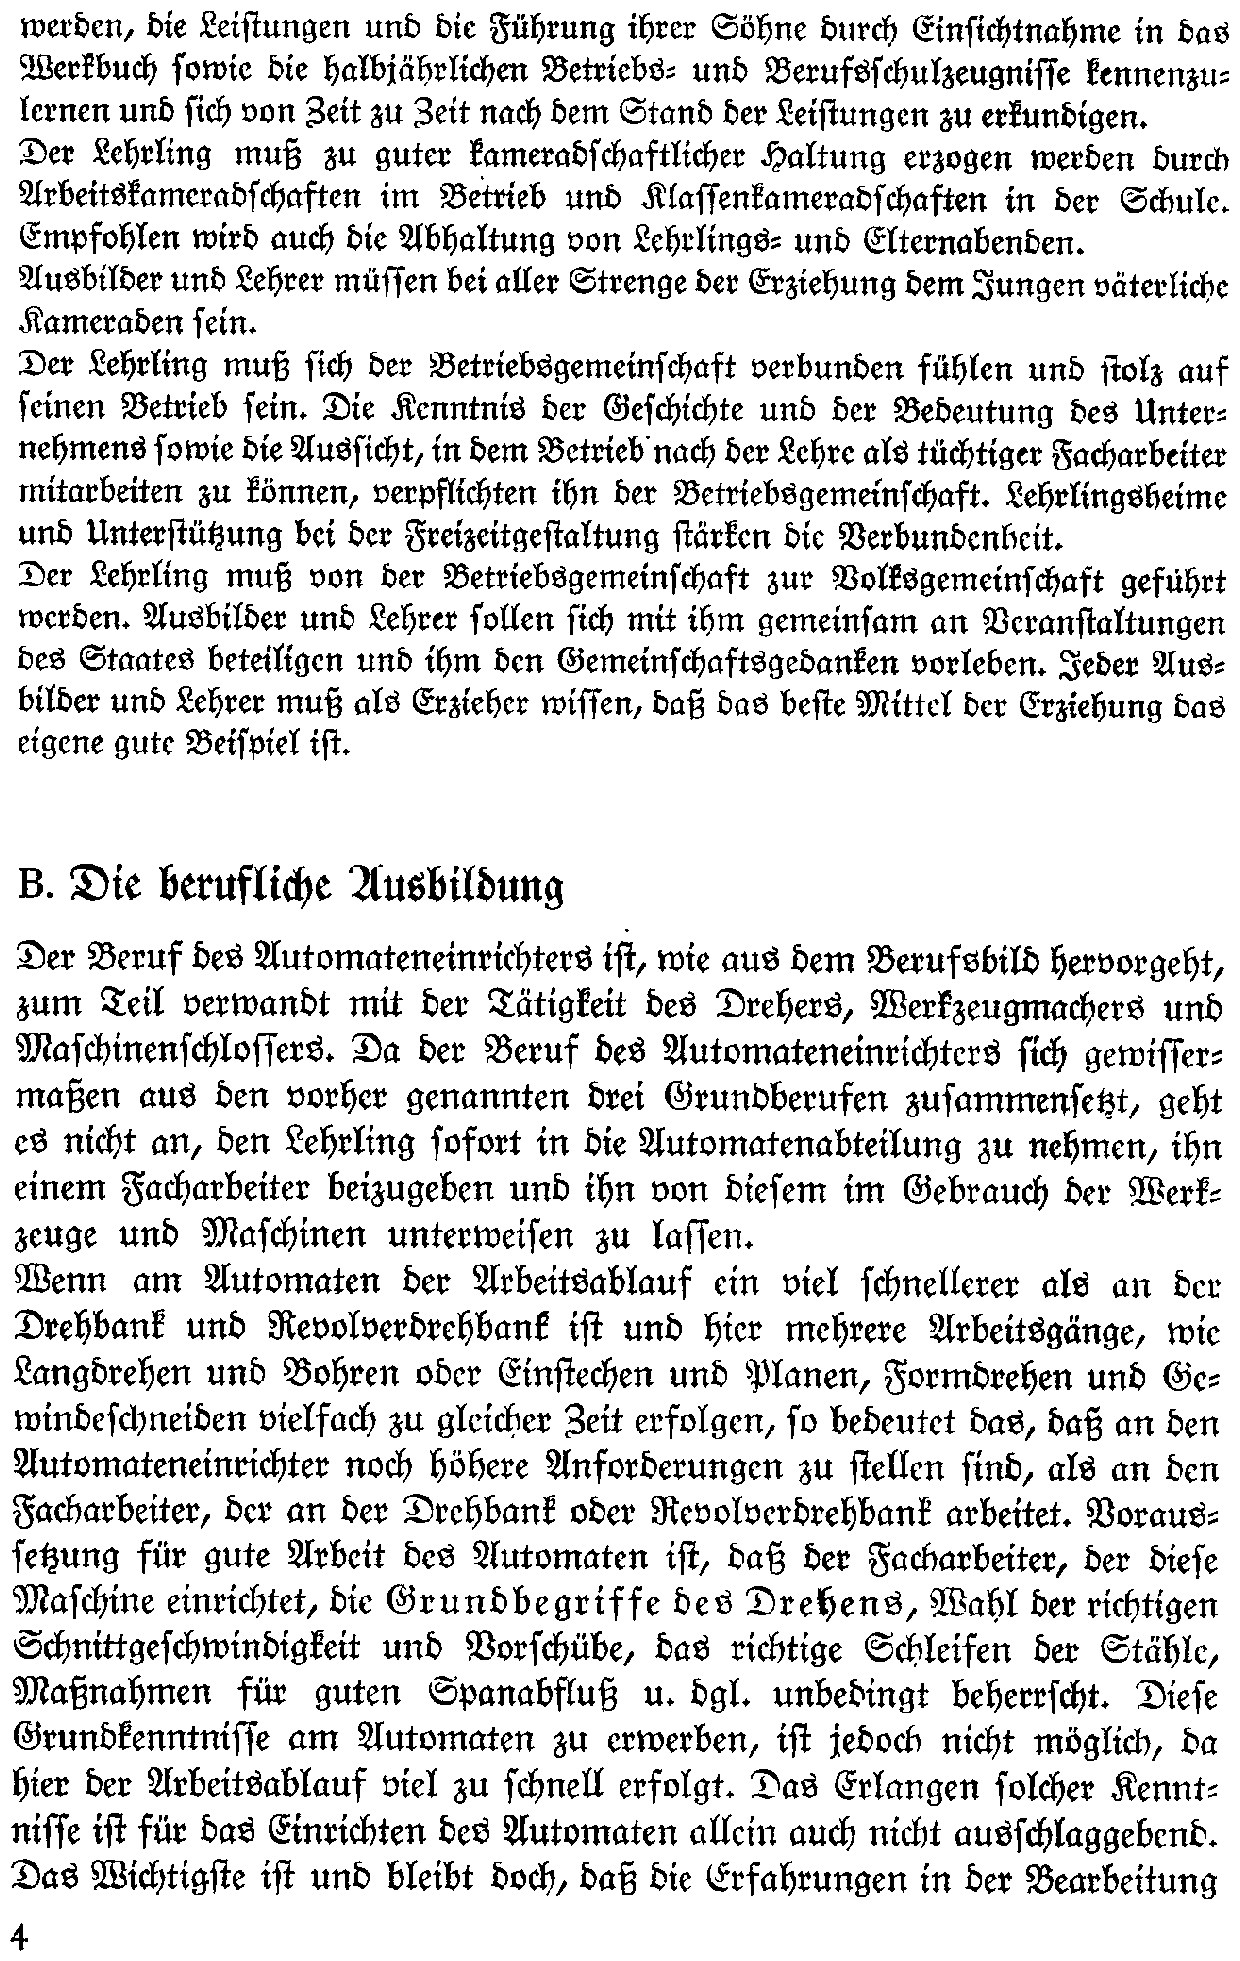 werden, die Leistungen und die Führung ihrer Söhne durch Einsichtnahme in das
Werkbuch sowie die halbjährlichen Betriebs- und Berufsschulzeugnisse kennenzu-
lernen und sich von Zeit zu Zeit nach dem Stand der Leistungen zu erkundigen.
Der Lehrling muß zu guter kameradschaftlicher Haltung erzogen werden durch
Arbeitskameradschaften im Betrieb und Klassenkameradschaften in der Schule.
Empfohlen wird auch die Abhaltung von Lehrlings- und Elternabenden.
Ausbilder und Lehrer müssen bei aller Strenge der Erziehung dem Jungen väterliche
Kameraden sein.
Der Lehrling muß sich der Betriebsgemeinschaft verbunden fühlen und stolz auf
seinen Betrieb sein. Die Kenntnis der Geschichte und der Bedeutung des Unter-
nehmens sowie die Aussicht, in dem Betrieb nach der Lehre als tüchtiger Facharbeiter
mitarbeiten zu können, verpflichten ihn der Betriebsgemeinschaft. Lehrlingsheime
und Unterstützung bei der Freizeitgestaltung stärken die Verbundenheit.
Der Lehrling muß von der Betriebsgemeinschaft zur Volksgemeinschaft geführt
werden. Ausbilder und Lehrer sollen sich mit ihm gemeinsam an Veranstaltungen
des Staates beteiligen und ihm den Gemeinschaftsgedanken vorleben. Jeder Aus-
bilder und Lehrer muß als Erzieher wissen, daß das beste Mittel der Erziehung das
eigene gute Beispiel ist.
B. Die berufliche Ausbildung
Der Beruf des Automateneinrichters ist, wie aus dem Berufsbild hervorgeht,
zum Teil verwandt mit der Tätigkeit des Drehers, Werkzeugmachers und
Maschinenschlossers. Da der Beruf des Automateneinrichters sich gewisser-
maßen aus den vorher genannten drei Grundberufen zusammensetzt, geht
es nicht an, den Lehrling sofort in die Automatenabteilung zu nehmen, ihn
einem Facharbeiter beizugeben und ihn von diesem im Gebrauch der Werk-
zeuge und Maschinen unterweisen zu lassen.
Wenn am Automaten der Arbeitsablauf ein viel schnellerer als an der
Drehbank und Revolverdrehbank ist und hier mehrere Arbeitsgänge, wie
Langdrehen und Bohren oder Einstechen und Planen, Formdrehen und Ge-
windeschneiden vielfach zu gleicher Zeit erfolgen, so bedeutet das, daß an den
Automateneinrichter noch höhere Anforderungen zu stellen sind, als an den
Facharbeiter, der an der Drehbank oder Revolverdrehbank arbeitet. Voraus-
setzung für gute Arbeit des Automaten ist, daß der Facharbeiter, der diese
Maschine einrichtet, die Grundbegriffe des Drehens, Wahl der richtigen
Schnittgeschwindigkeit und Vorschübe, das richtige Schleifen der Stähle,
Maßnahmen für guten Spanabfluß u. dgl. unbedingt beherrscht. Diese
Grundkenntnisse am Automaten zu erwerben, ist jedoch nicht möglich, da
hier der Arbeitsablauf viel zu schnell erfolgt. Das Erlangen solcher Kennt-
nisse ist für das Einrichten des Automaten allein auch nicht ausschlaggebend.
Das Wichtigste ist und bleibt doch, daß die Erfahrungen in der Bearbeitung
4